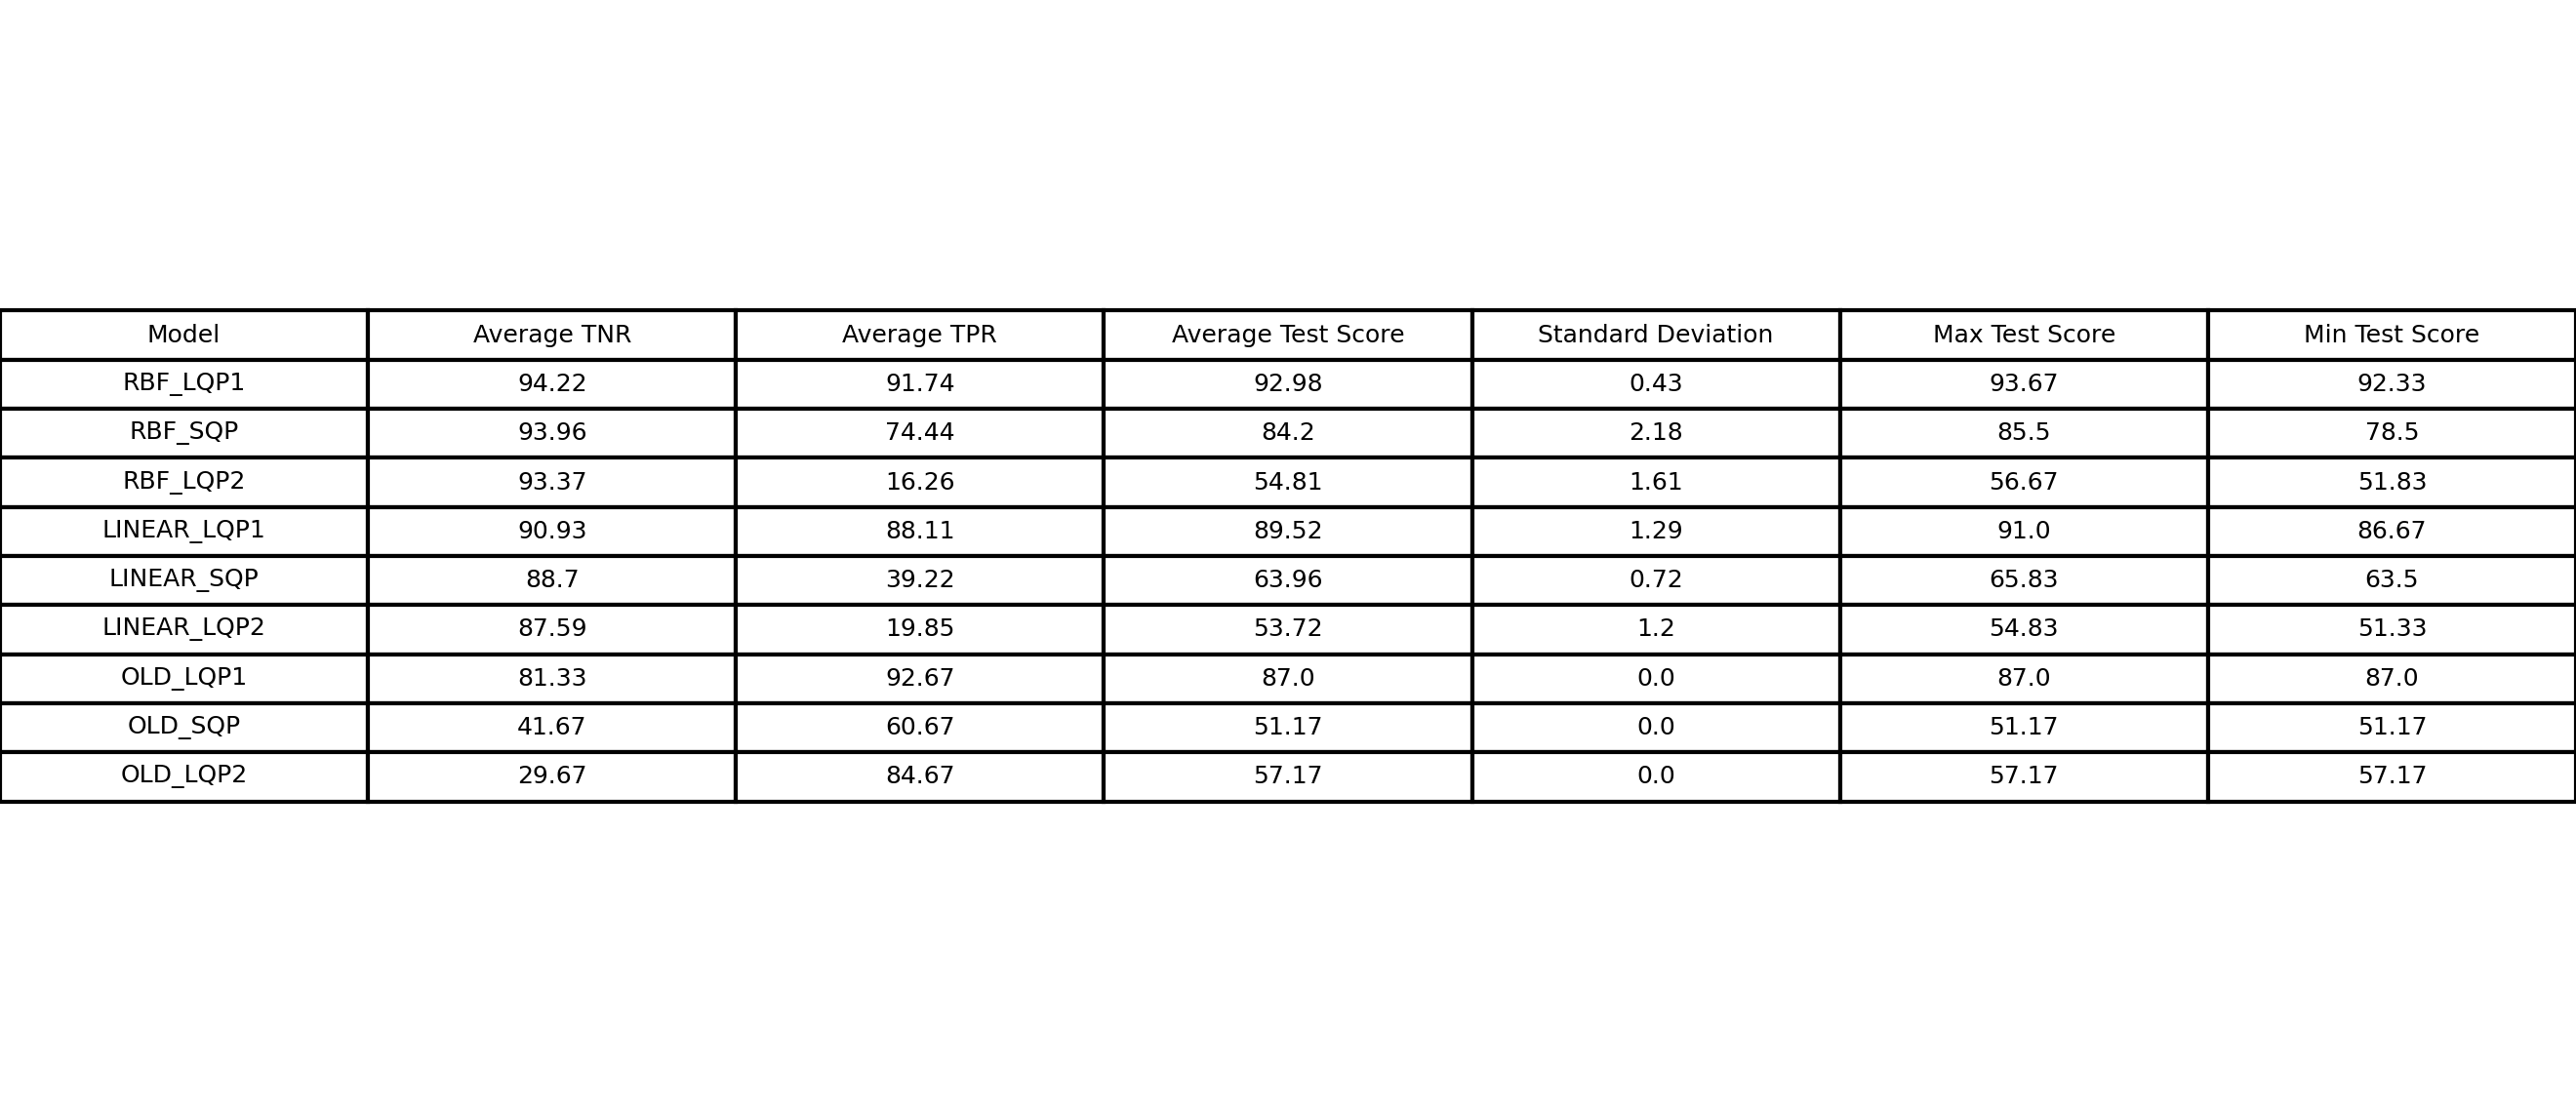 Model Average TNR Average TPR Average Test Score Standard Deviation Max Test Score Min Test Score
RBF_LQP1 94.22 91.74 92.98 0.43 93.67 92.33
RBF_SQP 93.96 74.44 84.2 2.18 85.5 78.5
RBF_LQP2 93.37 16.26 54.81 1.61 56.67 51.83
LINEAR_LQP1 90.93 88.11 89.52 1.29 91.0 86.67
LINEAR_SQP 88.7 39.22 63.96 0.72 65.83 63.5
LINEAR_LQP2 87.59 19.85 53.72 1.2 54.83 51.33
OLD_LQP1 81.33 92.67 87.0 0.0 87.0 87.0
OLD_SQP 41.67 60.67 51.17 0.0 51.17 51.17
OLD_LQP2 29.67 84.67 57.17 0.0 57.17 57.17